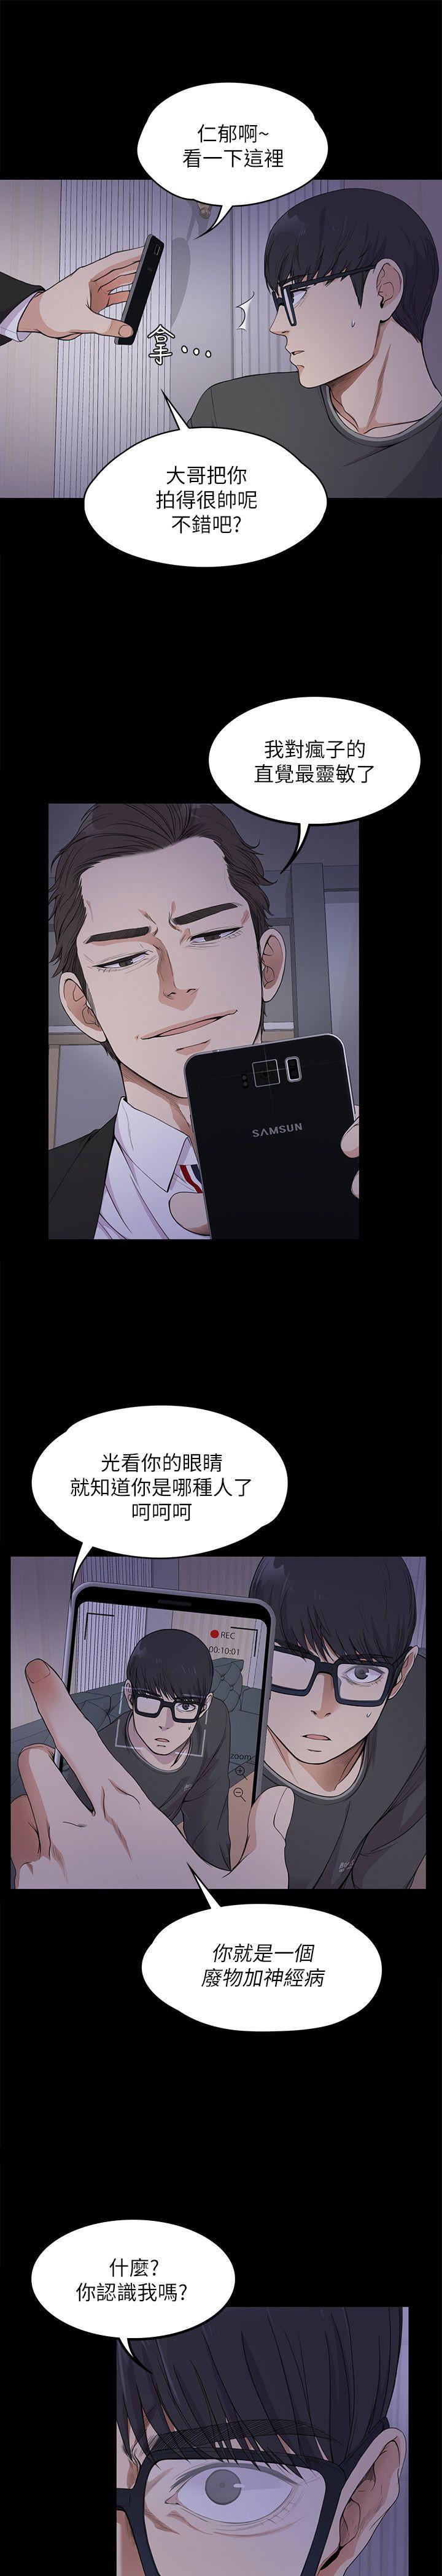 仁郁啊~
看一下這裡
拿...
大哥把你
拍得很帥呢
不錯吧?
我對瘋子的
直覺最靈敏了
SAMSUN
光看你的眼睛
就知道你是哪種人了
呵呵呵
REC
00:10:01
zoom
你就是一個
廢物加神經病
什麼?
你認識我嗎?